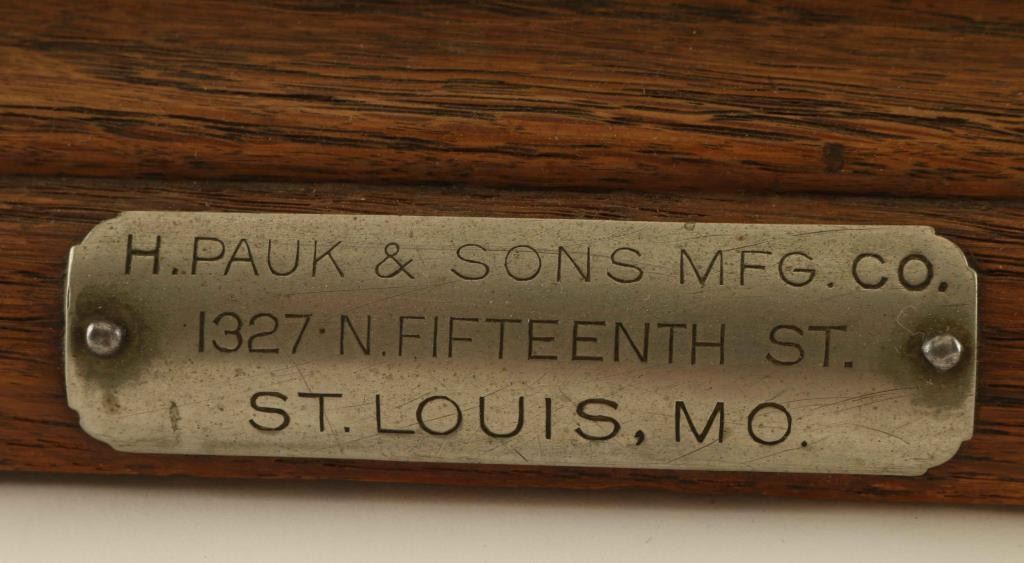 H. PAUK & SONS MFG. CO.
1327 N. FIFTEENTH ST.
ST. LOUIS, MO.